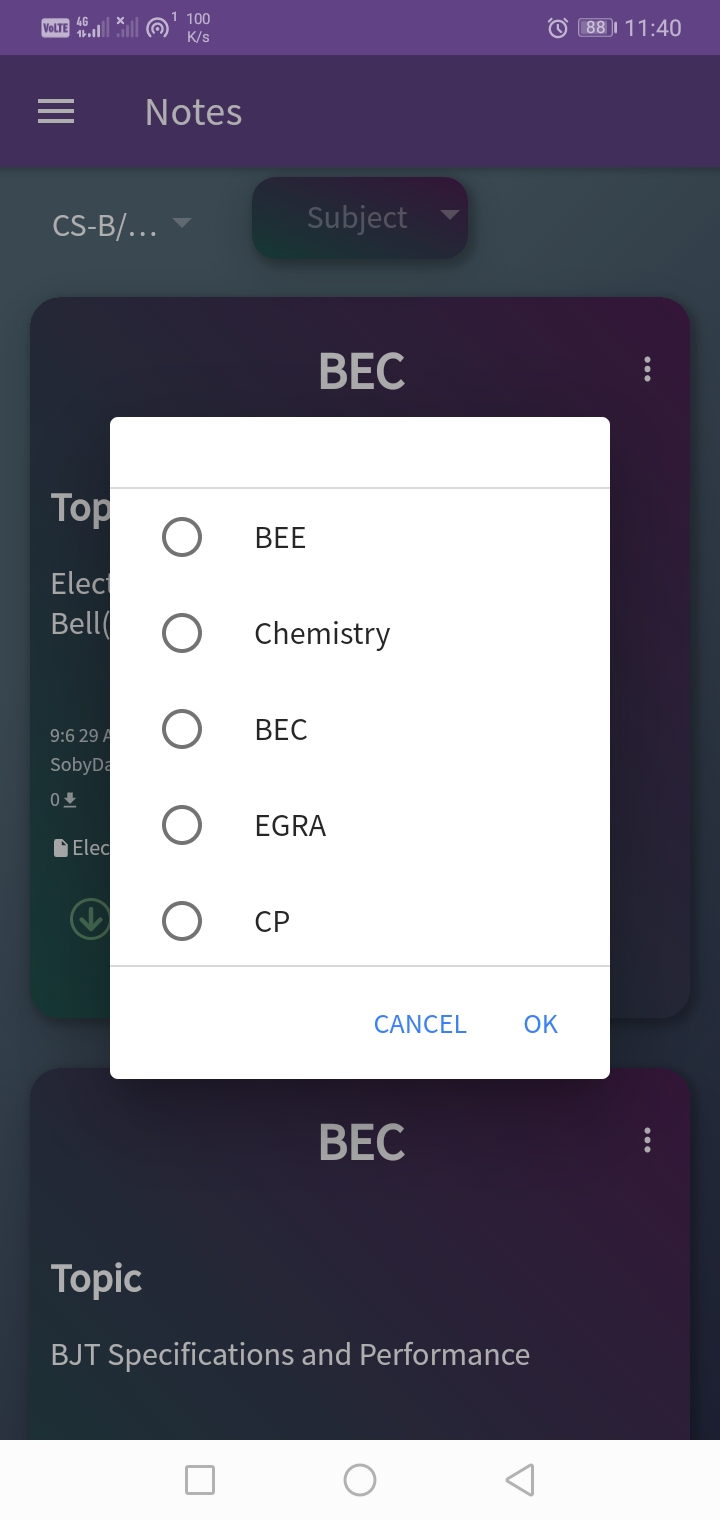 VoLTE 4G 1 100 K/s 88 11:40
Notes
CS-B/... Subject
BEC
Top
Elect
Bell(
9:6 29 A
SobyDa
0
Elec
BEE
Chemistry
BEC
EGRA
CP
CANCEL OK
BEC
Topic
BJT Specifications and Performance